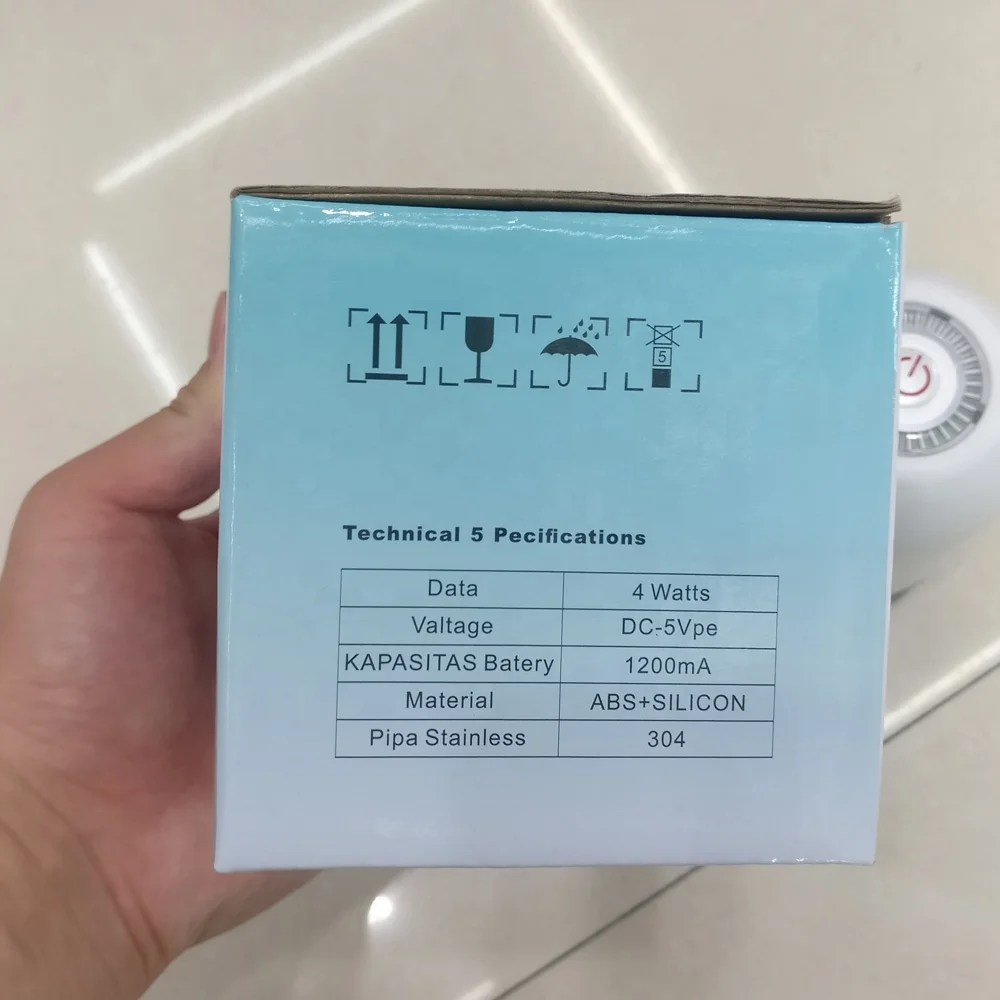 5
Technical 5 Pecifications
Data 4 Watts
Valtage DC-5Vpe
KAPASITAS Batery 1200mA
Material ABS+SILICON
Pipa Stainless 304